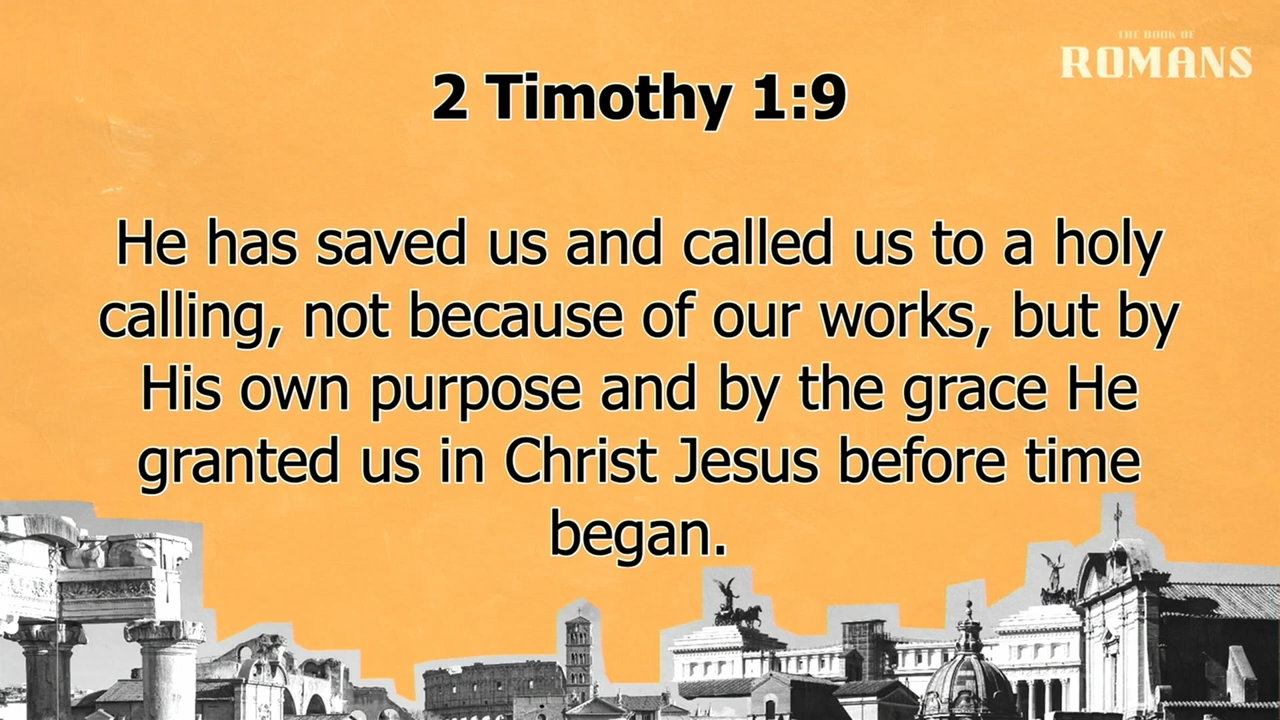 THE BOOK OF
ROMANS
2 Timothy 1:9
He has saved us and called us to a holy
calling, not because of our works, but by
His own purpose and by the grace He
granted us in Christ Jesus before time
began.